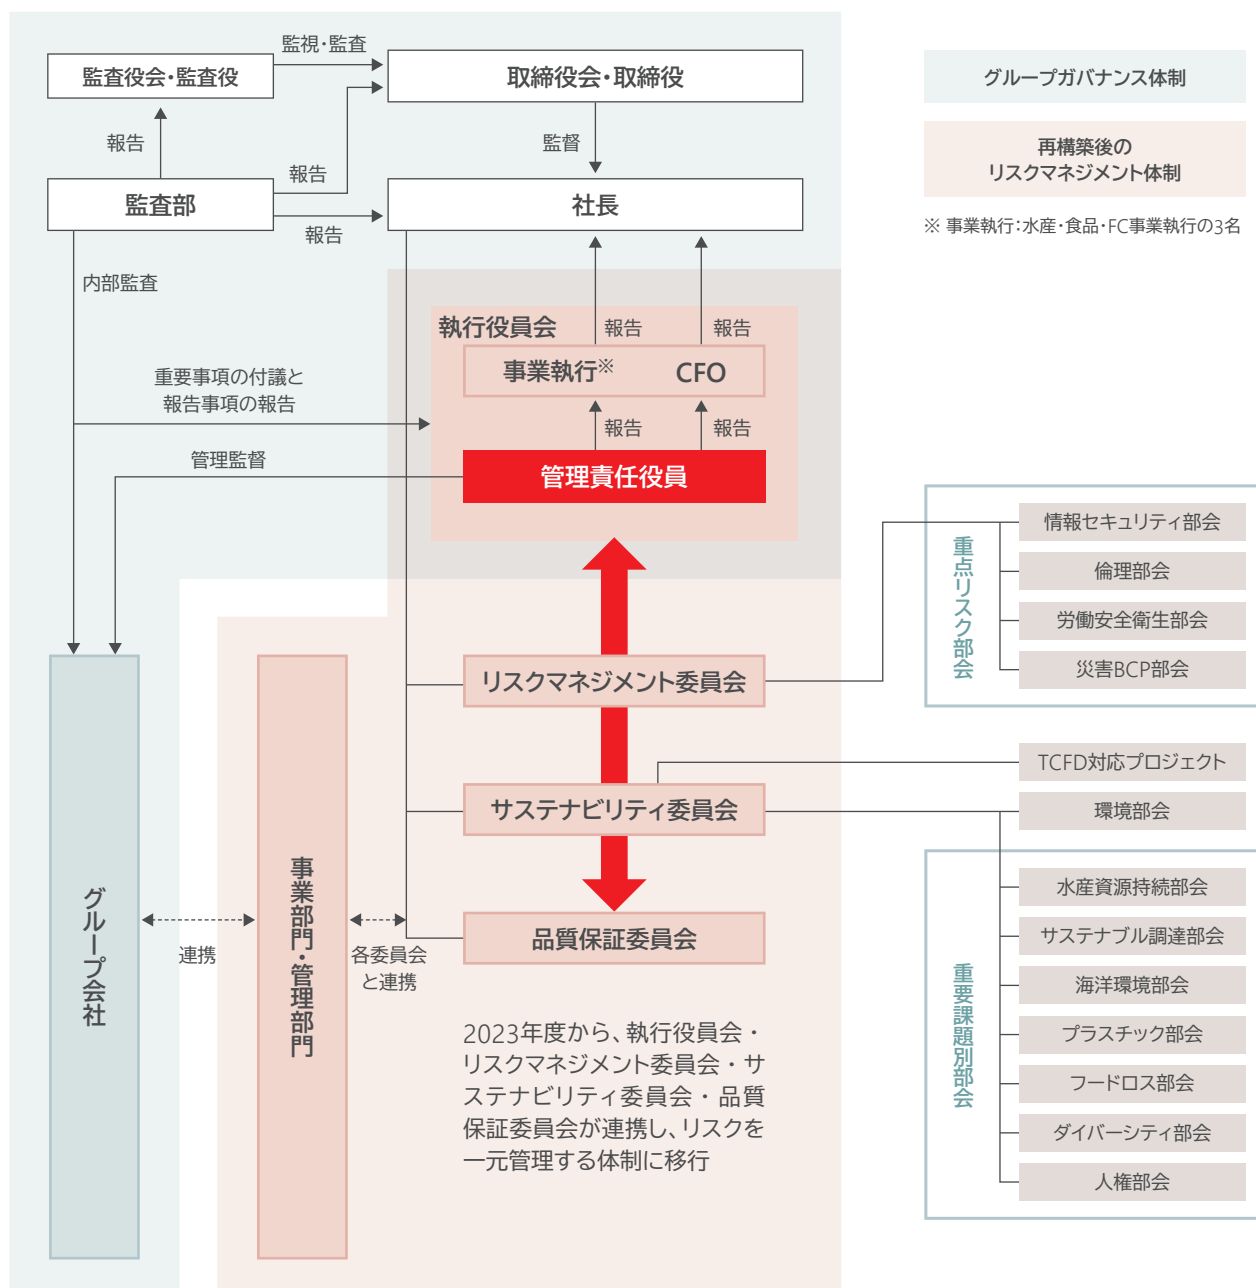 監査役会・監査役
監視・監査
取締役会・取締役
報告
報告
監督
監査部
報告
社長
内部監査
執行役員会
報告
報告
事業執行※
CFO
重要事項の付議と
報告事項の報告
報告
報告
管理監督
管理責任役員
リスクマネジメント委員会
サステナビリティ委員会
品質保証委員会
グループ会社
連携
事業部門・管理部門
各委員会
と連携
2023年度から、執行役員会・
リスクマネジメント委員会・サ
ステナビリティ委員会・品質
保証委員会が連携し、リスクを
一元管理する体制に移行
グループガバナンス体制
再構築後の
リスクマネジメント体制
※ 事業執行：水産・食品・FC事業執行の3名
重点リスク部会
情報セキュリティ部会
倫理部会
労働安全衛生部会
災害BCP部会
TCFD対応プロジェクト
環境部会
重要課題別部会
水産資源持続部会
サステナブル調達部会
海洋環境部会
プラスチック部会
フードロス部会
ダイバーシティ部会
人権部会